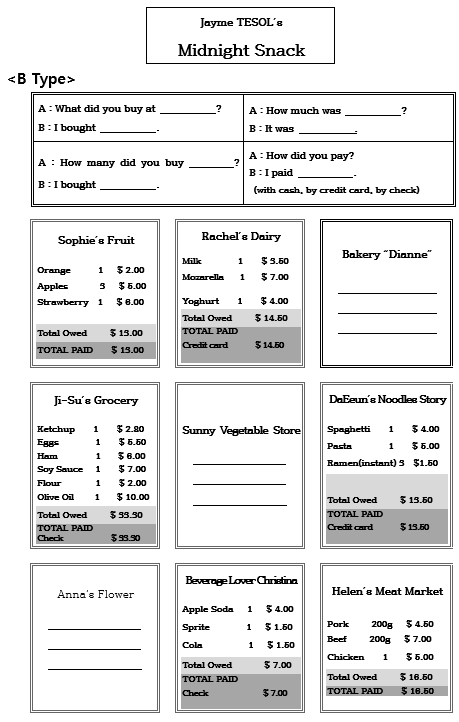 Jayme TESOL's
Midnight Snack
<B Type>
A : What did you buy at __________?
B : I bought __________.
A : How much was __________?
B : It was __________.
A : How many did you buy ________?
B : I bought __________.
A : How did you pay?
B : I paid __________.
(with cash, by credit card, by check)
Sophie's Fruit
Orange 1 $ 2.00
Apples 3 $ 5.00
Strawberry 1 $ 6.00
Total Owed $ 13.00
TOTAL PAID $ 13.00
Rachel's Dairy
Milk 1 $ 3.50
Mozarella 1 $ 7.00
Yoghurt 1 $ 4.00
Total Owed $ 14.50
TOTAL PAID
Credit card $ 14.50
Bakery "Dianne"
Ji-Su's Grocery
Ketchup 1 $ 2.80
Eggs 1 $ 5.50
Ham 1 $ 6.00
Soy Sauce 1 $ 7.00
Flour 1 $ 2.00
Olive Oil 1 $ 10.00
Total Owed $ 33.30
TOTAL PAID
Check $ 33.30
Sunny Vegetable Store
DaEeun's Noodles Story
Spaghetti 1 $ 4.00
Pasta 1 $ 5.00
Ramen(instant) 3 $1.50
Total Owed $ 13.50
TOTAL PAID
Credit card $ 13.50
Anna's Flower
Beverage Lover Christina
Apple Soda 1 $ 4.00
Sprite 1 $ 1.50
Cola 1 $ 1.50
Total Owed $ 7.00
TOTAL PAID
Check $ 7.00
Helen's Meat Market
Pork 200g $ 4.50
Beef 200g $ 7.00
Chicken 1 $ 5.00
Total Owed $ 16.50
TOTAL PAID $ 16.50